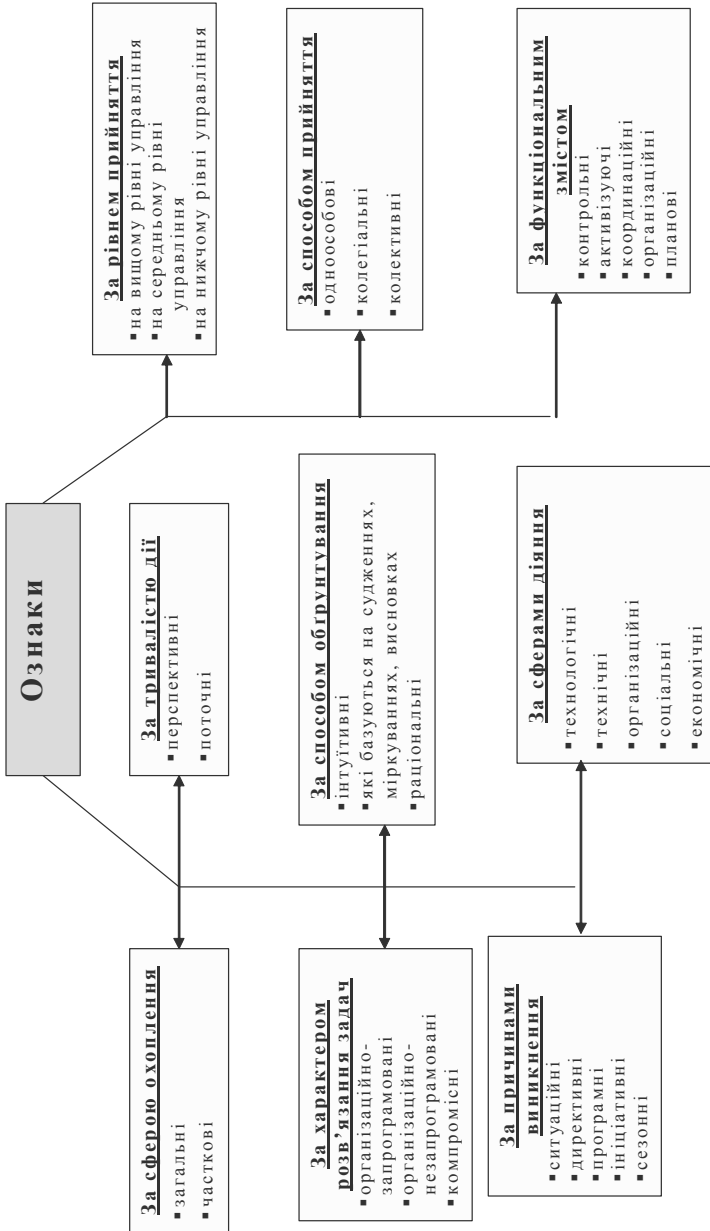 Ознаки
За сферою охоплення
▪ загальні
▪ часткові
За тривалістю дії
▪ перспективні
▪ поточні
За рівнем прийняття
▪ на вищому рівні управління
▪ на середньому рівні
управління
▪ на нижчому рівні управління
За характером
розв’язання задач
▪ організаційно-
запрограмовані
▪ організаційно-
незапрограмовані
▪ компромісні
За способом обґрунтування
▪ інтуїтивні
▪ які базуються на судженнях,
міркуваннях, висновках
▪ раціональні
За способом прийняття
▪ одноособові
▪ колегіальні
▪ колективні
За причинами
виникнення
▪ ситуаційні
▪ директивні
▪ програмні
▪ ініціативні
▪ сезонні
За сферами діяння
▪ технологічні
▪ технічні
▪ організаційні
▪ соціальні
▪ економічні
За функціональним
змістом
▪ контрольні
▪ активізуючі
▪ координаційні
▪ організаційні
▪ планові